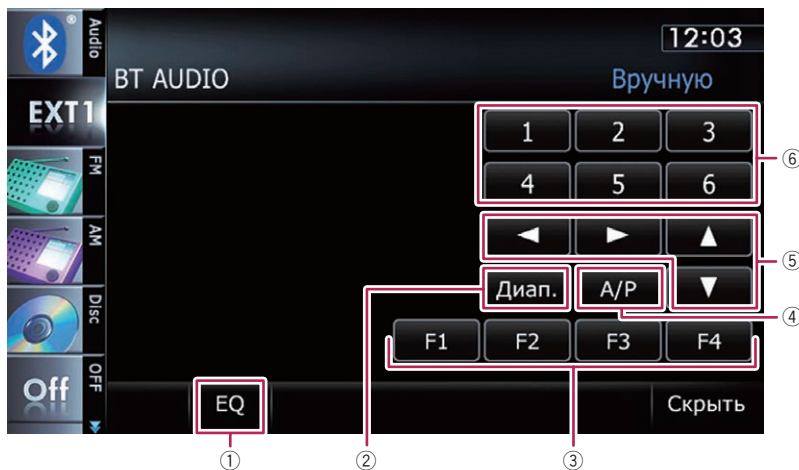 Audio
12:03
BT AUDIO
Вручную
EXT1
1 2 3
⑥
FM
4 5 6
AM
⑤
Диап. A/P
②
④
Disc
F1 F2 F3 F4
OFF
Off
EQ
Скрыть
① ② ③